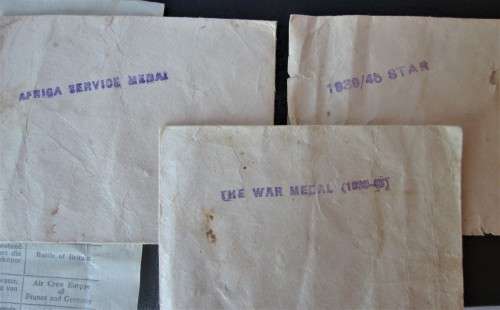 AFRICA SERVICE MEDAL
1939/45 STAR
THE WAR MEDAL (1939-45)
Battle of Britain
Air Crew Europe
France and Germany